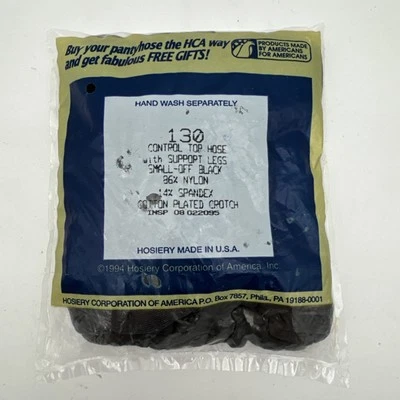 Buy your pantyhose the HCA way
and get fabulous FREE GIFTS!
PRODUCTS MADE
BY AMERICANS
FOR AMERICANS
HAND WASH SEPARATELY
130
CONTROL TOP HOSE
with SUPPORT LEGS
SMALL-OFF BLACK
86% NYLON
14% SPANDEX
COTTON PLATED CROTCH
INSP 08 022095
HOSIERY MADE IN U.S.A.
©1994 Hosiery Corporation of America, Inc
HOSIERY CORPORATION OF AMERICA P.O. Box 7857, Phila., PA 19188-0001